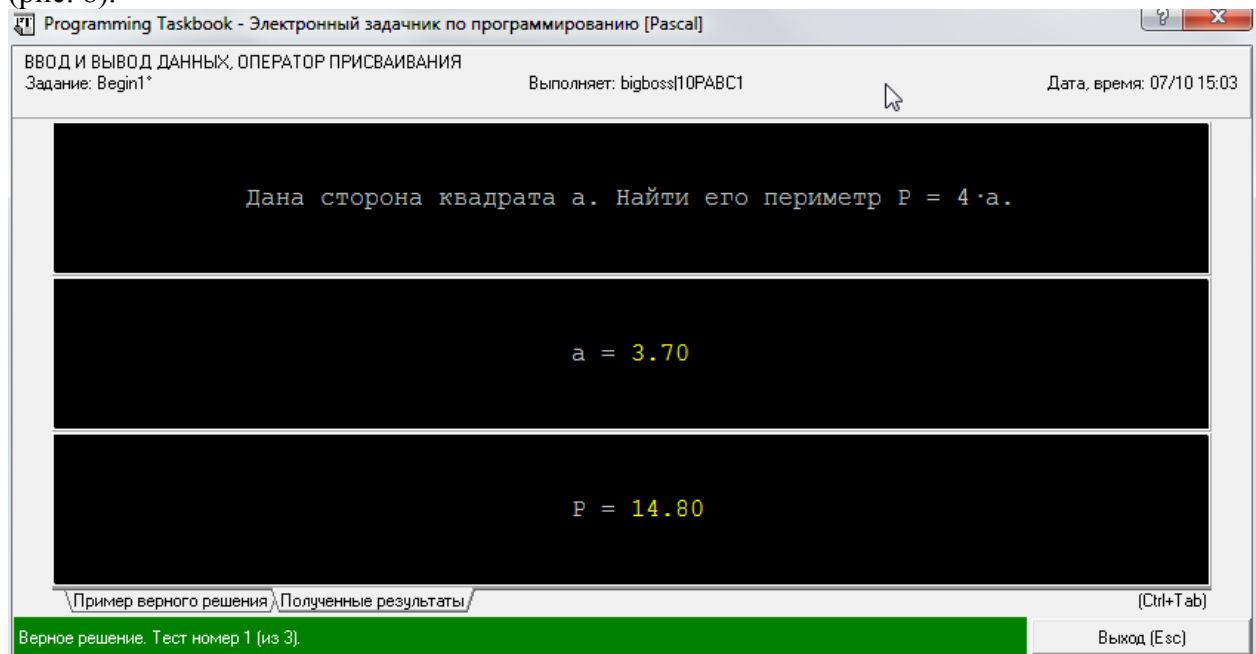 (рис. 6).
Programming Taskbook - Электронный задачник по программированию [Pascal]
ВВОД И ВЫВОД ДАННЫХ, ОПЕРАТОР ПРИСВАИВАНИЯ
Задание: Begin1° Выполняет: bigboss|10PABC1 Дата, время: 07/10 15:03
Дана сторона квадрата a. Найти его периметр P = 4·a.
a = 3.70
P = 14.80
Пример верного решения Полученные результаты (Ctrl+Tab)
Верное решение. Тест номер 1 (из 3). Выход (Esc)